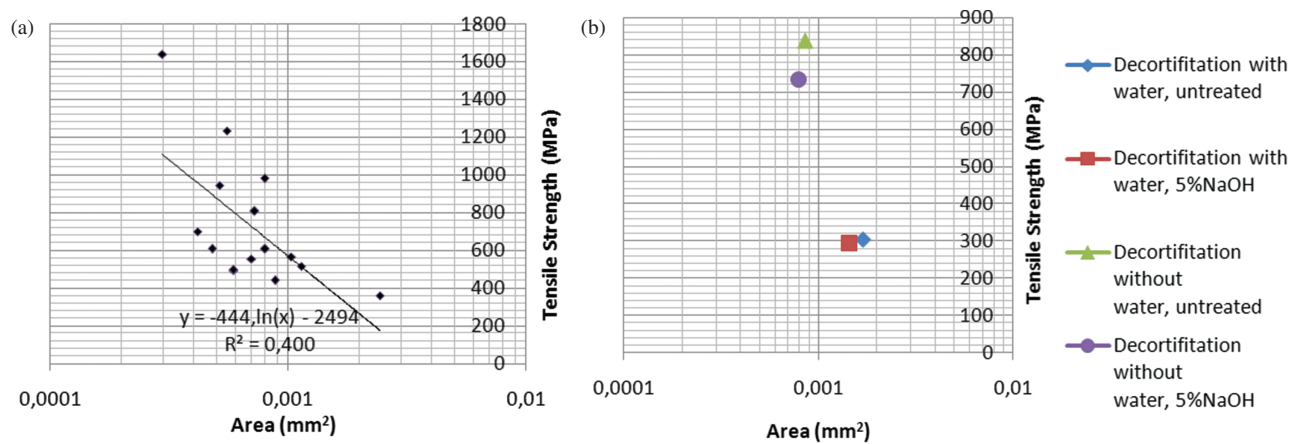 (a)
1800
1600
1400
1200
1000
800
600
400
200
0
Tensile Strength (MPa)
y = -444,ln(x) - 2494
R² = 0,400
0,0001
0,001
0,01
Area (mm²)
(b)
900
800
700
600
500
400
300
200
100
0
Tensile Strength (MPa)
0,0001
0,001
0,01
Area (mm²)
Decortifitation with
water, untreated
Decortifitation with
water, 5%NaOH
Decortifitation
without
water, untreated
Decortifitation
without
water, 5%NaOH